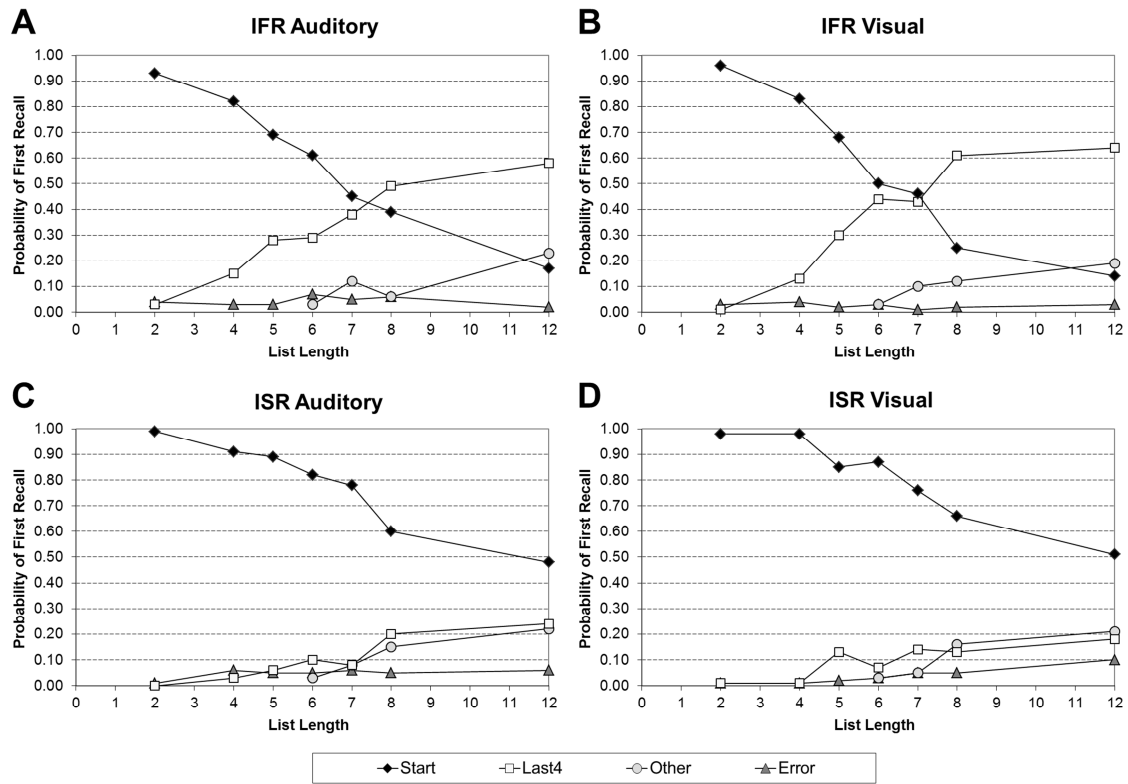 A
IFR Auditory
Probability of First Recall
1.00
0.90
0.80
0.70
0.60
0.50
0.40
0.30
0.20
0.10
0.00
0 1 2 3 4 5 6 7 8 9 10 11 12
List Length
B
IFR Visual
Probability of First Recall
1.00
0.90
0.80
0.70
0.60
0.50
0.40
0.30
0.20
0.10
0.00
0 1 2 3 4 5 6 7 8 9 10 11 12
List Length
C
ISR Auditory
Probability of First Recall
1.00
0.90
0.80
0.70
0.60
0.50
0.40
0.30
0.20
0.10
0.00
0 1 2 3 4 5 6 7 8 9 10 11 12
List Length
D
ISR Visual
Probability of First Recall
1.00
0.90
0.80
0.70
0.60
0.50
0.40
0.30
0.20
0.10
0.00
0 1 2 3 4 5 6 7 8 9 10 11 12
List Length
Start Last4 Other Error